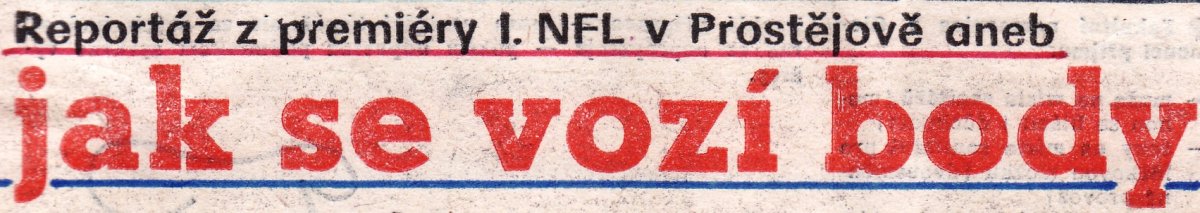 Reportáž z premiéry I. NFL v Prostějově aneb
jak se vozí body